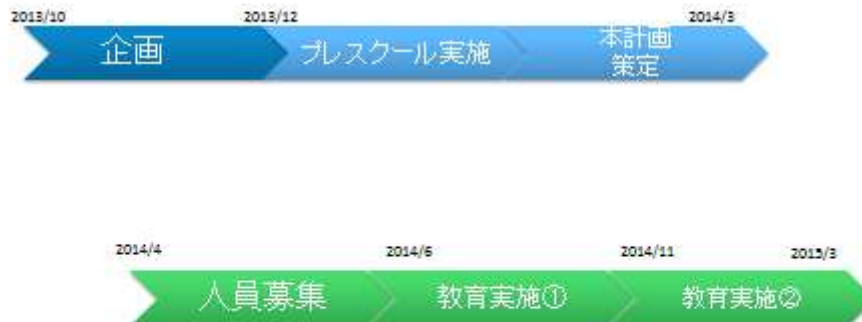 2013/10 2013/12 2014/3
企画 プレスクール実施 本計画
策定
2014/4 2014/6 2014/11 2015/3
人員募集 教育実施① 教育実施②